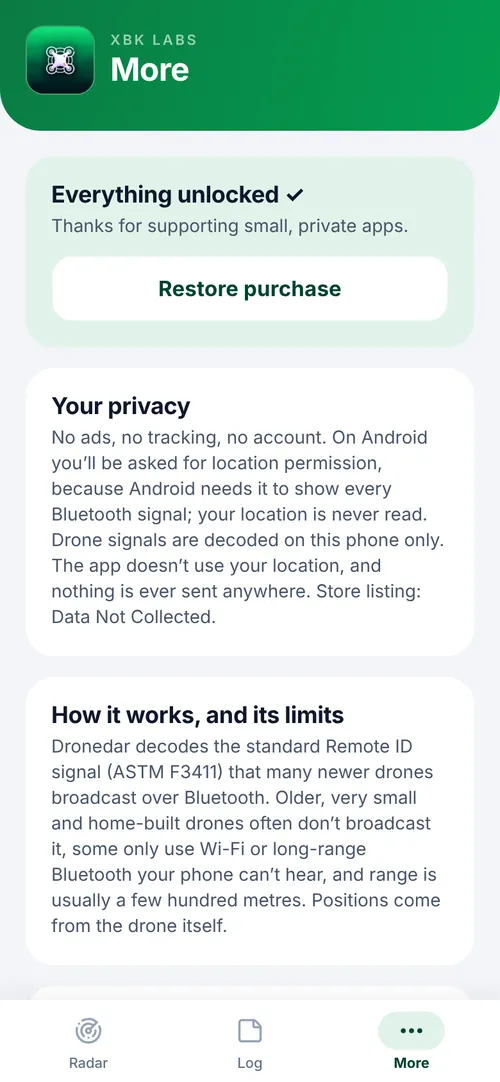 XBK LABS
More
Everything unlocked ✓
Thanks for supporting small, private apps.
Restore purchase
Your privacy
No ads, no tracking, no account. On Android
you’ll be asked for location permission,
because Android needs it to show every
Bluetooth signal; your location is never read.
Drone signals are decoded on this phone only.
The app doesn’t use your location, and
nothing is ever sent anywhere. Store listing:
Data Not Collected.
How it works, and its limits
Dronedar decodes the standard Remote ID
signal (ASTM F3411) that many newer drones
broadcast over Bluetooth. Older, very small
and home-built drones often don’t broadcast
it, some only use Wi-Fi or long-range
Bluetooth your phone can’t hear, and range is
usually a few hundred metres. Positions come
from the drone itself.
Radar
Log
More